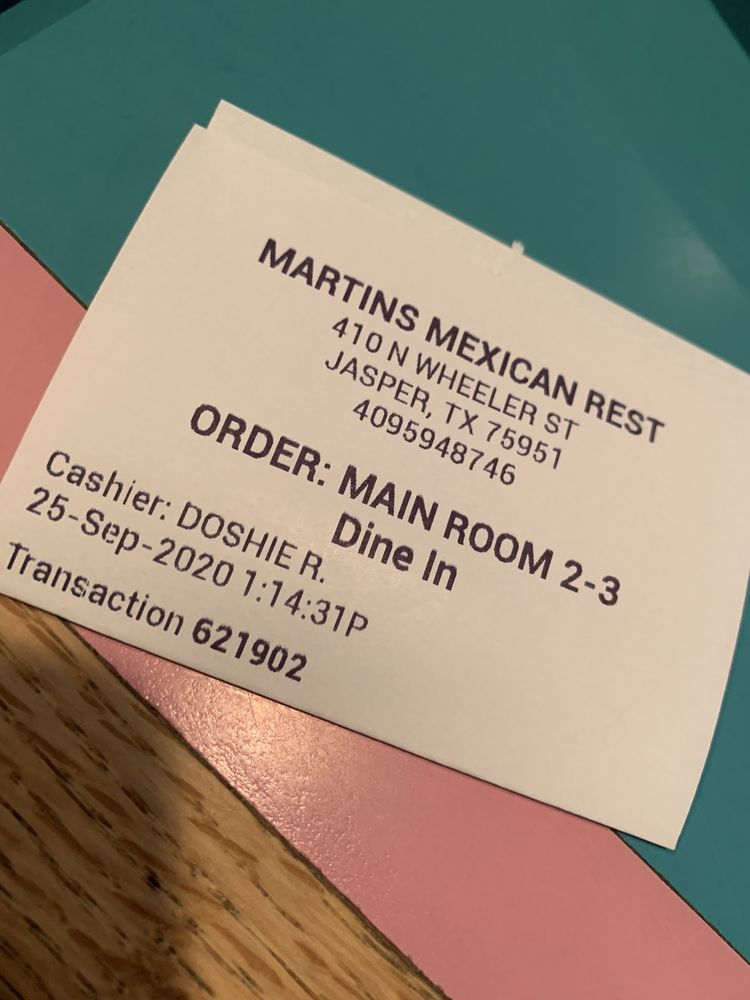 MARTINS MEXICAN REST
410 N WHEELER ST
JASPER, TX 75951
4095948746
ORDER: MAIN ROOM 2-3
Dine In
Cashier: DOSHIE R.
25-Sep-2020 1:14:31P
Transaction 621902